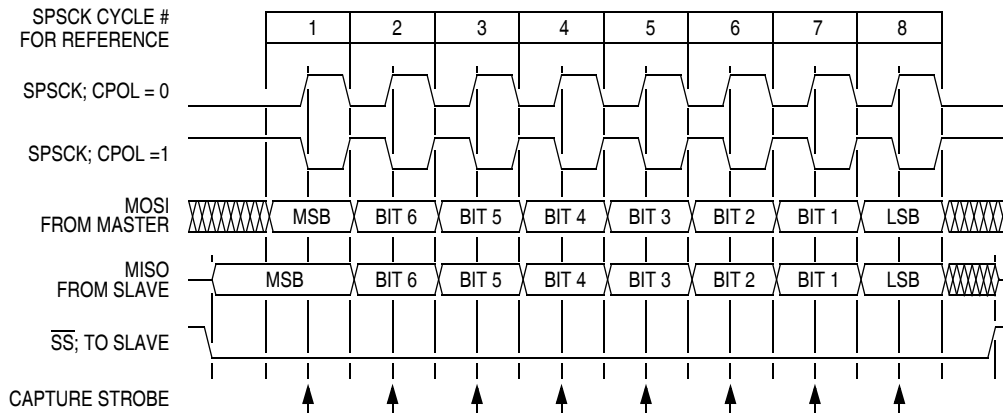 SPSCK CYCLE #
FOR REFERENCE
1 2 3 4 5 6 7 8
SPSCK; CPOL = 0
SPSCK; CPOL =1
MOSI
FROM MASTER
MSB BIT 6 BIT 5 BIT 4 BIT 3 BIT 2 BIT 1 LSB
MISO
FROM SLAVE
MSB BIT 6 BIT 5 BIT 4 BIT 3 BIT 2 BIT 1 LSB
SS; TO SLAVE
CAPTURE STROBE